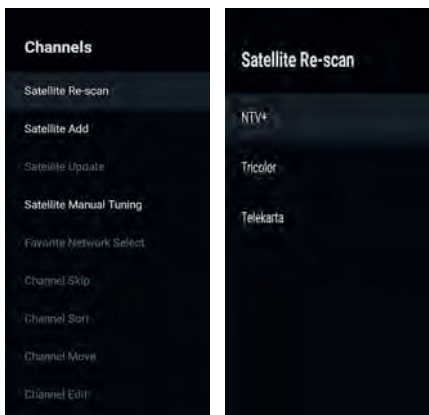 Channels
Satellite Re-scan
Satellite Add
Satellite Update
Satellite Manual Tuning
Favorite Network Select
Channel Skip
Channel Sort
Channel Move
Channel Edit
Satellite Re-scan
NTV+
Tricolor
Telekarta